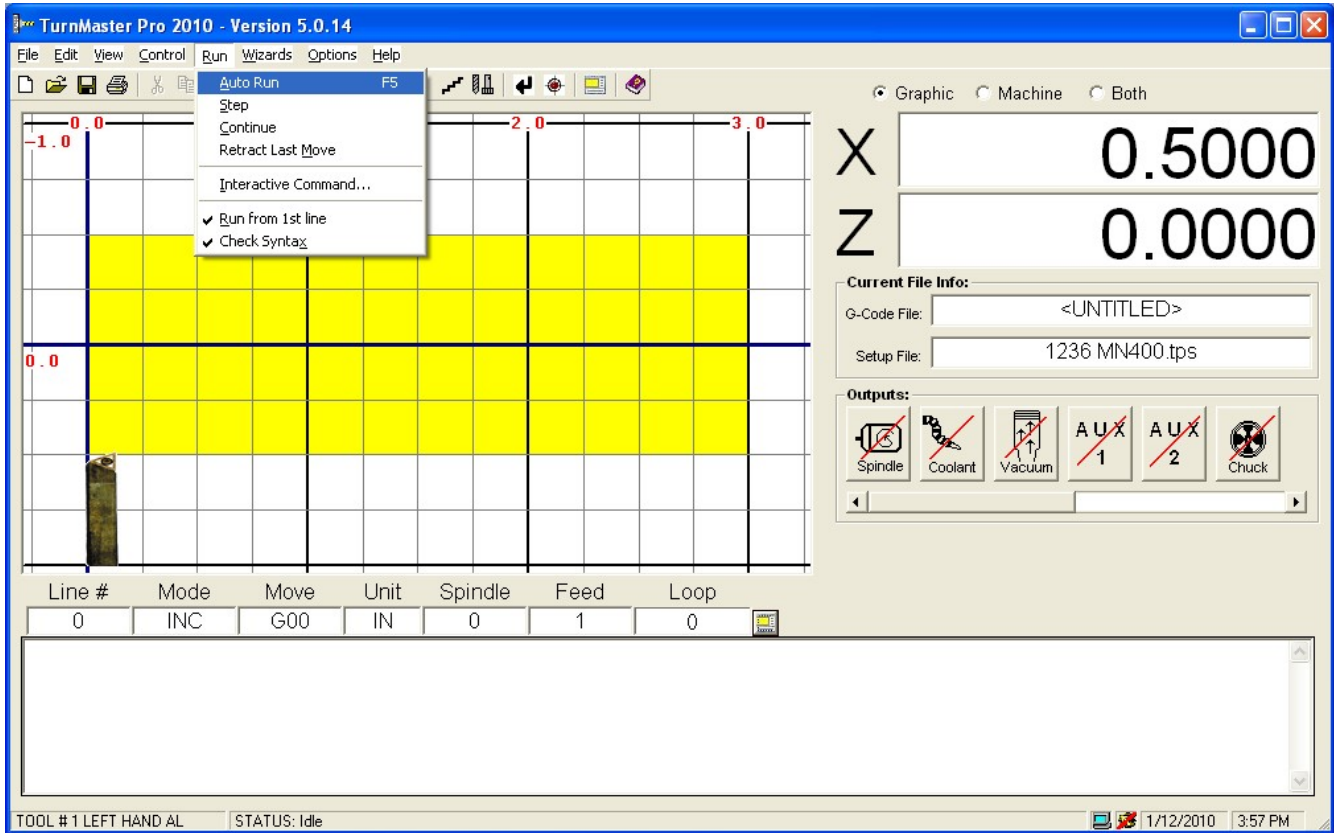 TurnMaster Pro 2010 - Version 5.0.14
File Edit View Control Run Wizards Options Help
Auto Run F5
Step
Continue
Retract Last Move
Interactive Command...
Run from 1st line
Check Syntax
Graphic Machine Both
0.0 2.0 3.0
-1.0
0.0
X 0.5000
Z 0.0000
Current File Info:
G-Code File: <UNTITLED>
Setup File: 1236 MN400.tps
Outputs:
Spindle
Coolant
Vacuum
AUX 1
AUX 2
Chuck
Line # Mode Move Unit Spindle Feed Loop
0 INC G00 IN 0 1 0
TOOL # 1 LEFT HAND AL STATUS: Idle 1/12/2010 3:57 PM